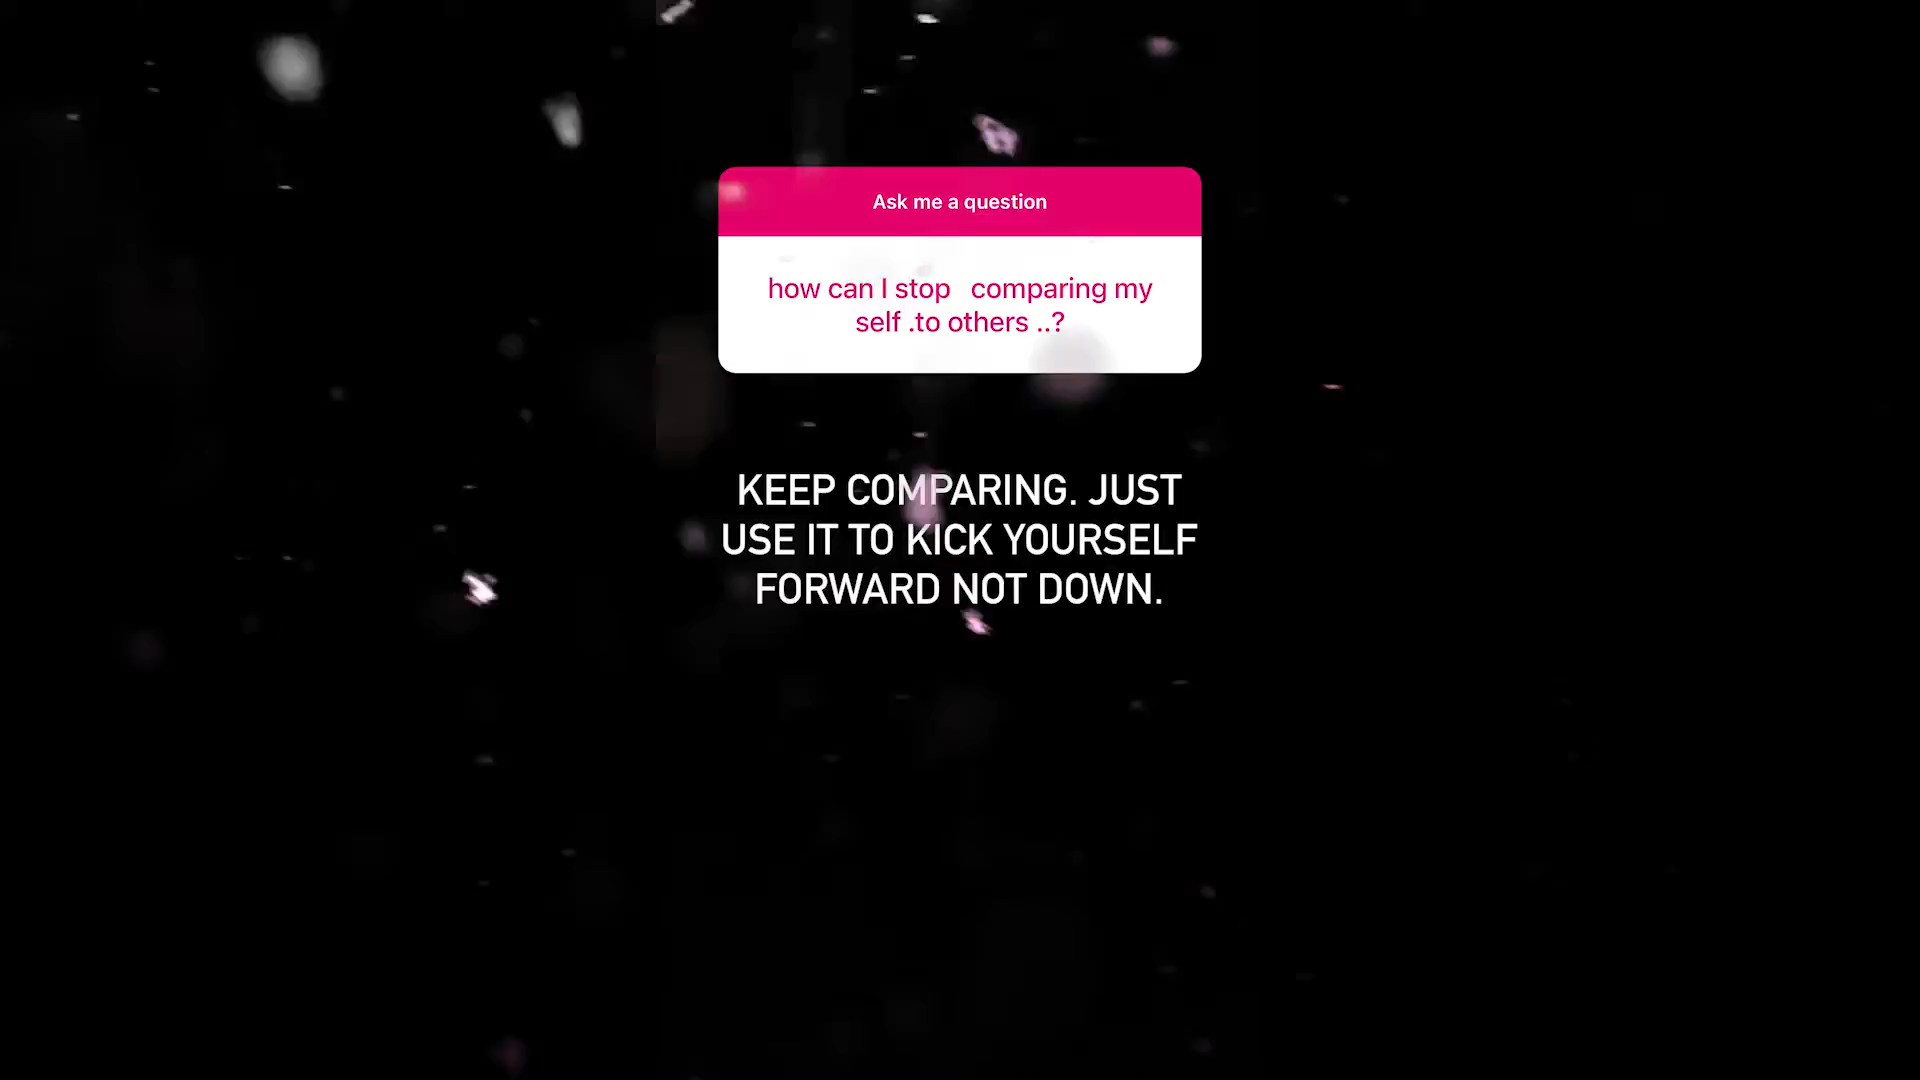 Ask me a question
how can I stop   comparing my
self .to others ..?
KEEP COMPARING. JUST
USE IT TO KICK YOURSELF
FORWARD NOT DOWN.